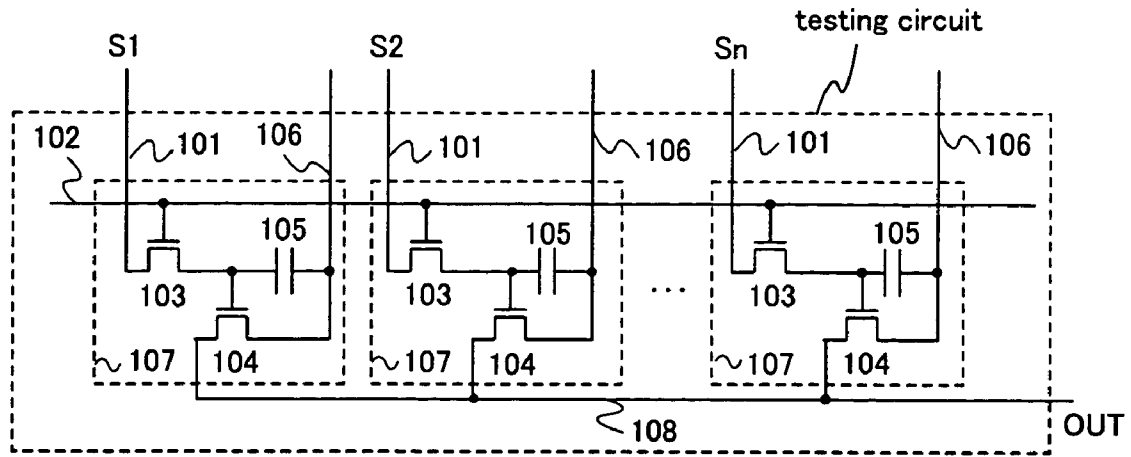 testing circuit
S1 S2 Sn
102 101 106 101 106 101 106
105 105 105
103 103 103
...
107 104 107 104 107 104
108
OUT